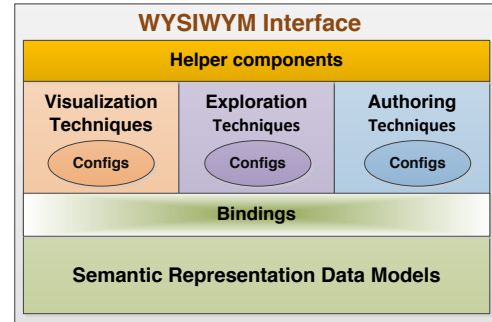 WYSIWYM Interface
Helper components
Visualization
Techniques
Configs
Exploration
Techniques
Configs
Authoring
Techniques
Configs
Bindings
Semantic Representation Data Models